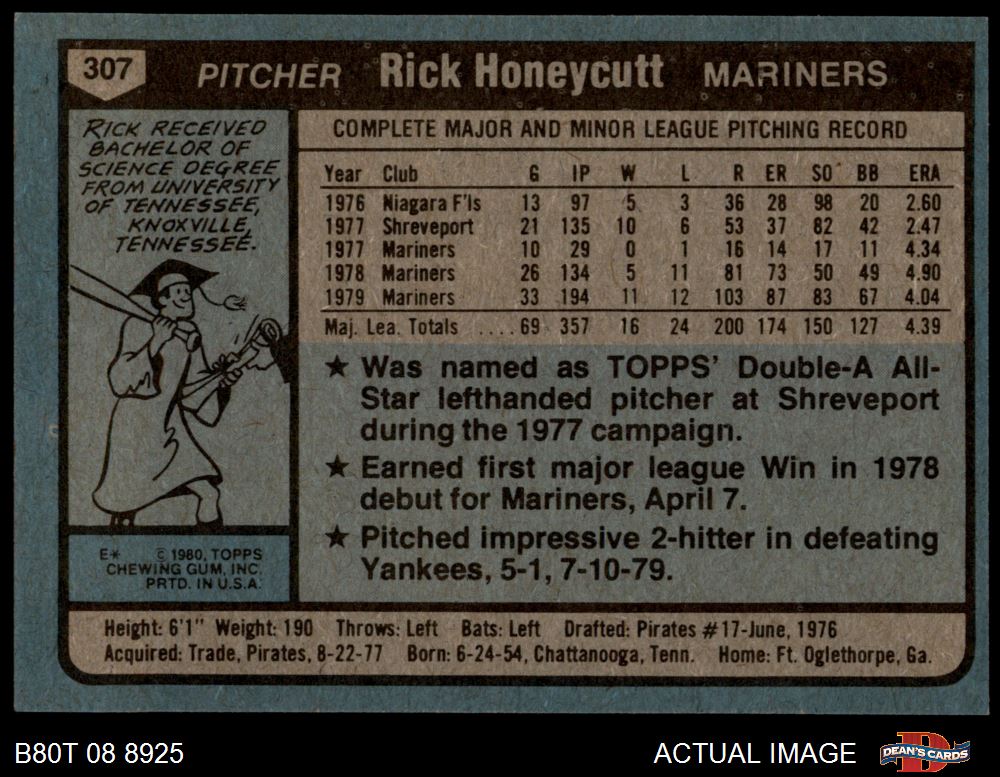 307 PITCHER Rick Honeycutt MARINERS
RICK RECEIVED
BACHELOR OF
SCIENCE DEGREE
FROM UNIVERSITY
OF TENNESSEE,
KNOXVILLE,
TENNESSEE.
COMPLETE MAJOR AND MINOR LEAGUE PITCHING RECORD
Year Club G IP W L R ER SO BB ERA
1976 Niagara F'ls 13 97 5 3 36 28 98 20 2.60
1977 Shreveport 21 135 10 6 53 37 82 42 2.47
1977 Mariners 10 29 0 1 16 14 17 11 4.34
1978 Mariners 26 134 5 11 81 73 50 49 4.90
1979 Mariners 33 194 11 12 103 87 83 67 4.04
Maj. Lea. Totals ....69 357 16 24 200 174 150 127 4.39
★ Was named as TOPPS' Double-A All-
Star lefthanded pitcher at Shreveport
during the 1977 campaign.
★ Earned first major league Win in 1978
debut for Mariners, April 7.
★ Pitched impressive 2-hitter in defeating
Yankees, 5-1, 7-10-79.
E* © 1980, TOPPS
CHEWING GUM, INC.
PRTD. IN U.S.A.
Height: 6'1" Weight: 190 Throws: Left Bats: Left Drafted: Pirates #17-June, 1976
Acquired: Trade, Pirates, 8-22-77 Born: 6-24-54, Chattanooga, Tenn. Home: Ft. Oglethorpe, Ga.
B80T 08 8925 ACTUAL IMAGE DEAN'S CARDS